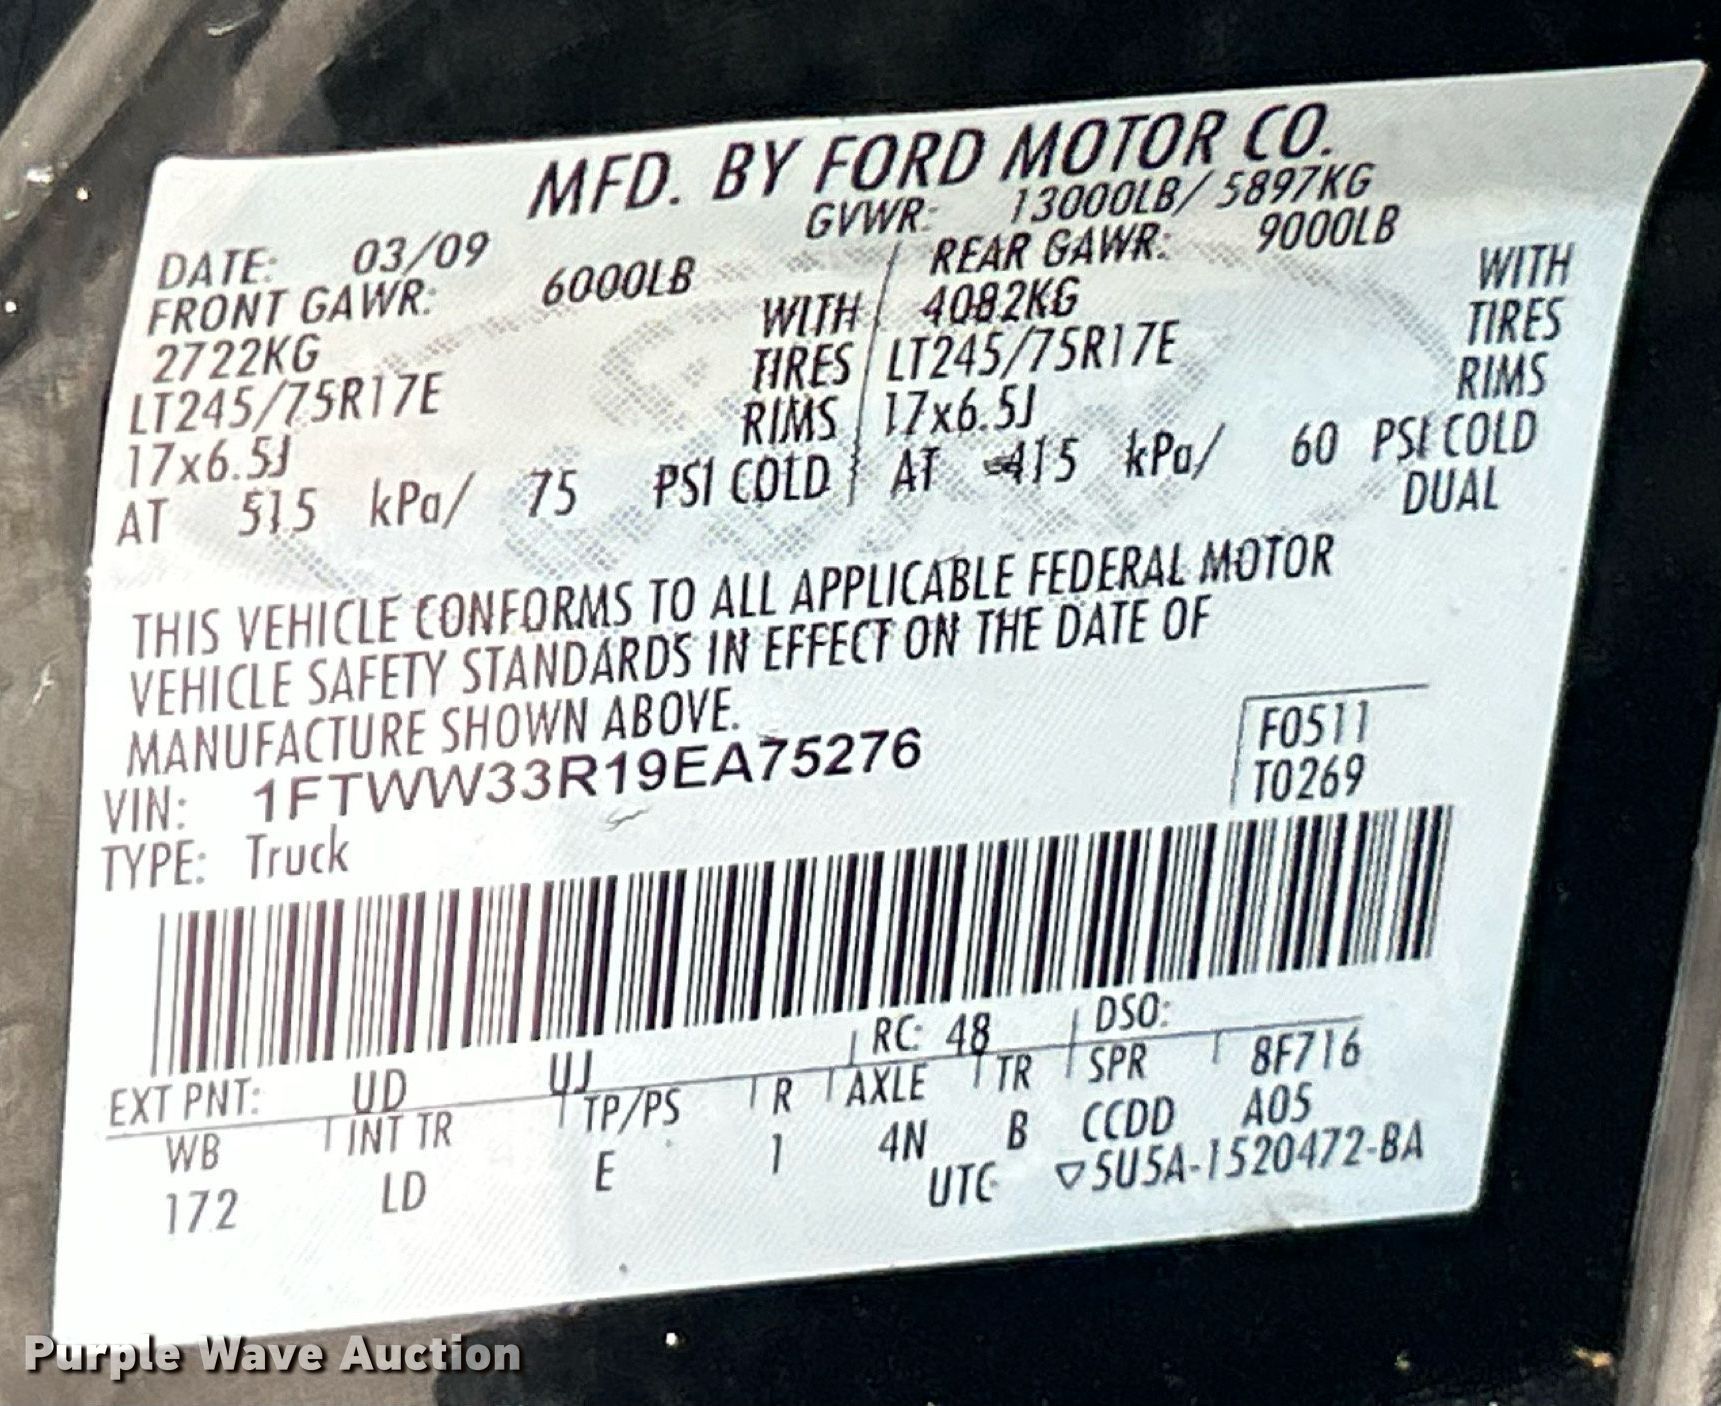 MFD. BY FORD MOTOR CO.
DATE: 03/09 GVWR: 13000LB/ 5897KG
FRONT GAWR: 6000LB REAR GAWR: 9000LB
2722KG WITH 4082KG WITH
LT245/75R17E TIRES LT245/75R17E TIRES
17x6.5J RIMS 17x6.5J RIMS
AT 515 kPa/ 75 PSI COLD AT 415 kPa/ 60 PSI COLD
DUAL
THIS VEHICLE CONFORMS TO ALL APPLICABLE FEDERAL MOTOR
VEHICLE SAFETY STANDARDS IN EFFECT ON THE DATE OF
MANUFACTURE SHOWN ABOVE.
VIN: 1FTWW33R19EA75276
F0511
T0269
TYPE: Truck
EXT PNT: UD UJ RC: 48 DSO:
WB INT TR TP/PS R AXLE TR SPR 8F716
172 LD E 1 4N B CCDD A05
UTC ▽5U5A-1520472-BA
Purple Wave Auction